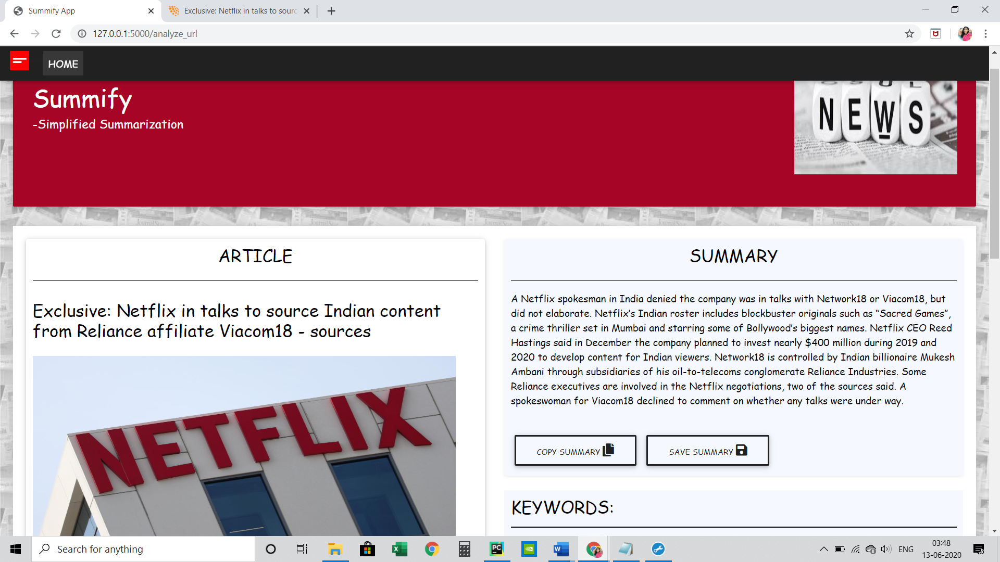 Summify App
Exclusive: Netflix in talks to sourc
127.0.0.1:5000/analyze_url
HOME
Summify
-Simplified Summarization
NEWS
ARTICLE
Exclusive: Netflix in talks to source Indian content
from Reliance affiliate Viacom18 - sources
NETFLIX
SUMMARY
A Netflix spokesman in India denied the company was in talks with Network18 or Viacom18, but
did not elaborate. Netflix’s Indian roster includes blockbuster originals such as “Sacred Games”,
a crime thriller set in Mumbai and starring some of Bollywood’s biggest names. Netflix CEO Reed
Hastings said in December the company planned to invest nearly $400 million during 2019 and
2020 to develop content for Indian viewers. Network18 is controlled by Indian billionaire Mukesh
Ambani through subsidiaries of his oil-to-telecoms conglomerate Reliance Industries. Some
Reliance executives are involved in the Netflix negotiations, two of the sources said. A
spokeswoman for Viacom18 declined to comment on whether any talks were under way.
COPY SUMMARY
SAVE SUMMARY
KEYWORDS:
Search for anything
PC
W
ENG
03:48
13-06-2020